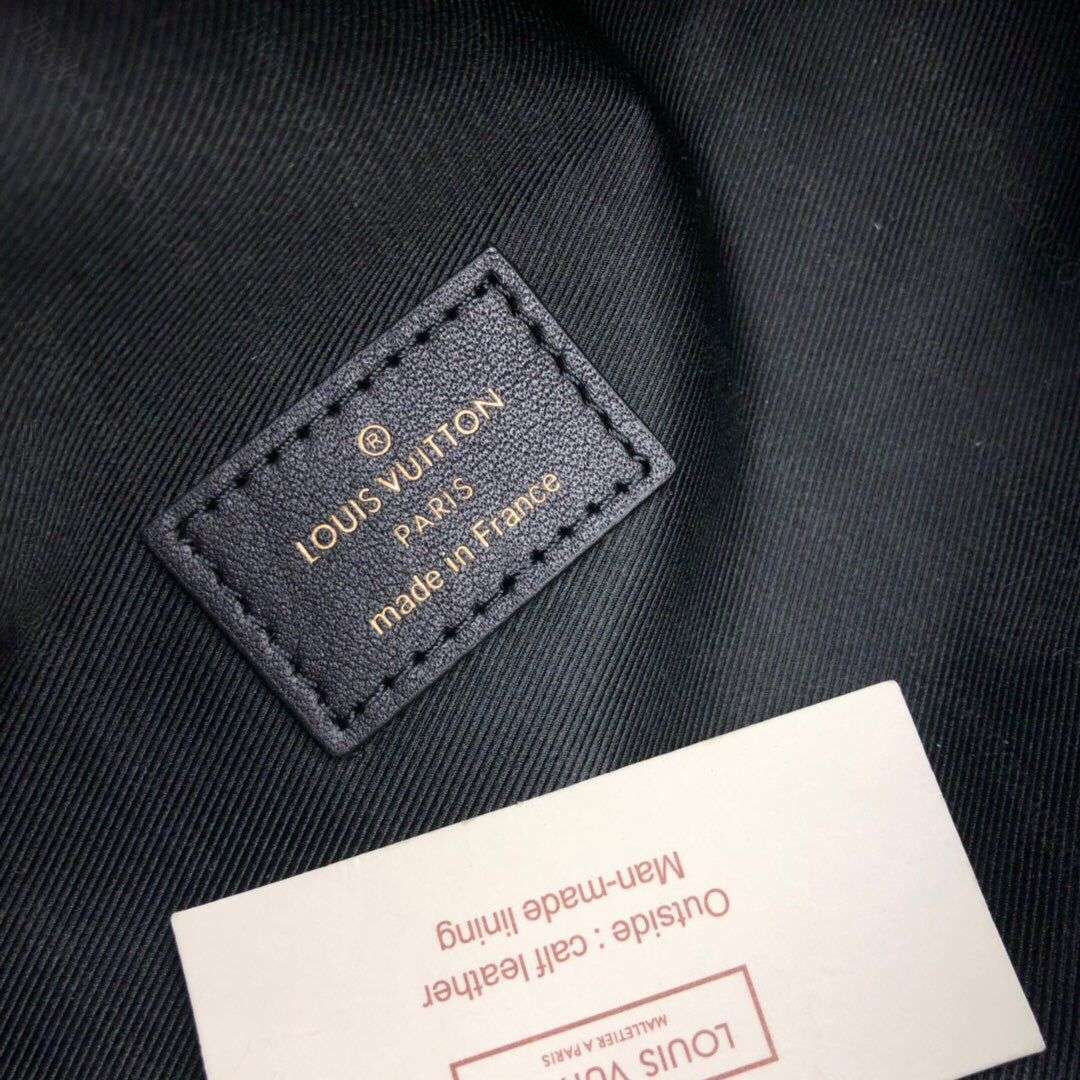 ®
LOUIS VUITTON
PARIS
made in France
LOUIS
MALLETIER A PARIS
Outside : calf leather
Man-made lining